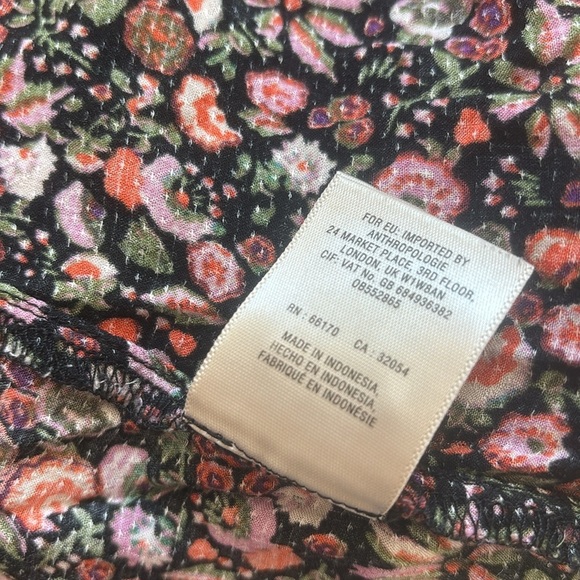 FOR EU: IMPORTED BY
ANTHROPOLOGIE
24 MARKET PLACE, 3RD FLOOR,
LONDON, UK W1W8AN
CIF: VAT No. GB 684936382
08552865
RN : 66170 CA : 32054
MADE IN INDONESIA,
HECHO EN INDONESIA,
FABRIQUE EN INDONÉSIE